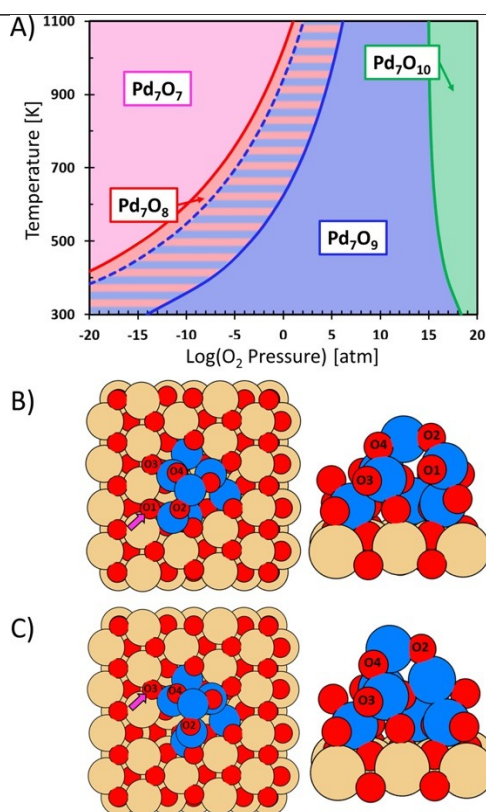 A)
1100
900
700
500
300
Temperature [K]
Pd7O7
Pd7O8
Pd7O9
Pd7O10
-20 -15 -10 -5 0 5 10 15 20
Log(O2 Pressure) [atm]
B)
O3 O4
O1 O2
O4 O2
O3 O1
C)
O3 O4
O2
O4 O2
O3